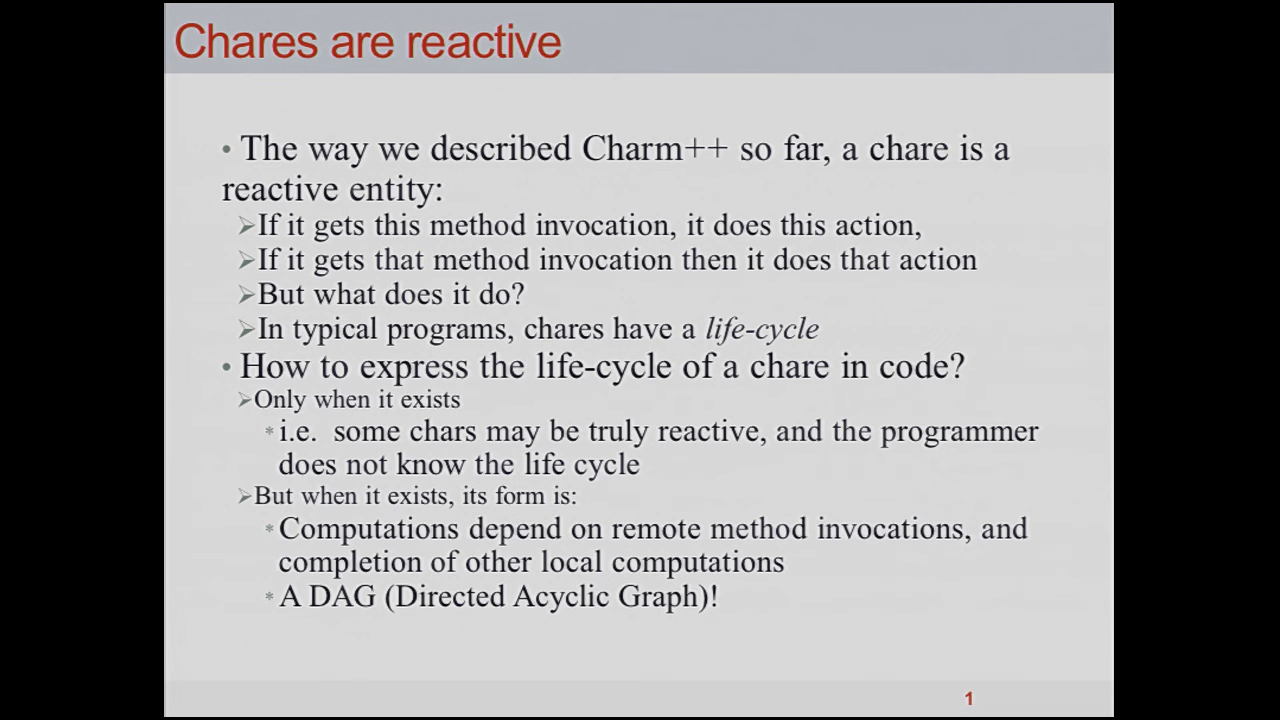 Chares are reactive
• The way we described Charm++ so far, a chare is a
reactive entity:
➢If it gets this method invocation, it does this action,
➢If it gets that method invocation then it does that action
➢But what does it do?
➢In typical programs, chares have a life-cycle
• How to express the life-cycle of a chare in code?
➢Only when it exists
* i.e. some chars may be truly reactive, and the programmer
does not know the life cycle
➢But when it exists, its form is:
* Computations depend on remote method invocations, and
completion of other local computations
* A DAG (Directed Acyclic Graph)!
1